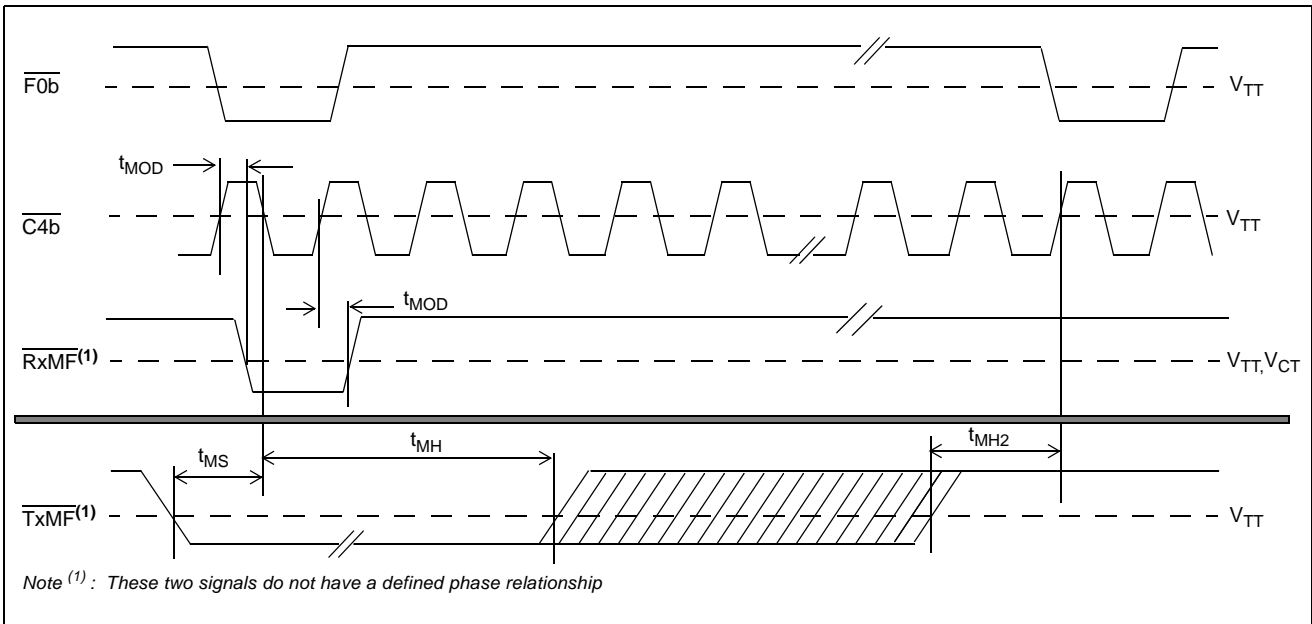 F0b
VTT
tMOD
C4b
VTT
tMOD
RxMF(1)
VTT,VCT
tMS
tMH
tMH2
TxMF(1)
VTT
Note (1) : These two signals do not have a defined phase relationship